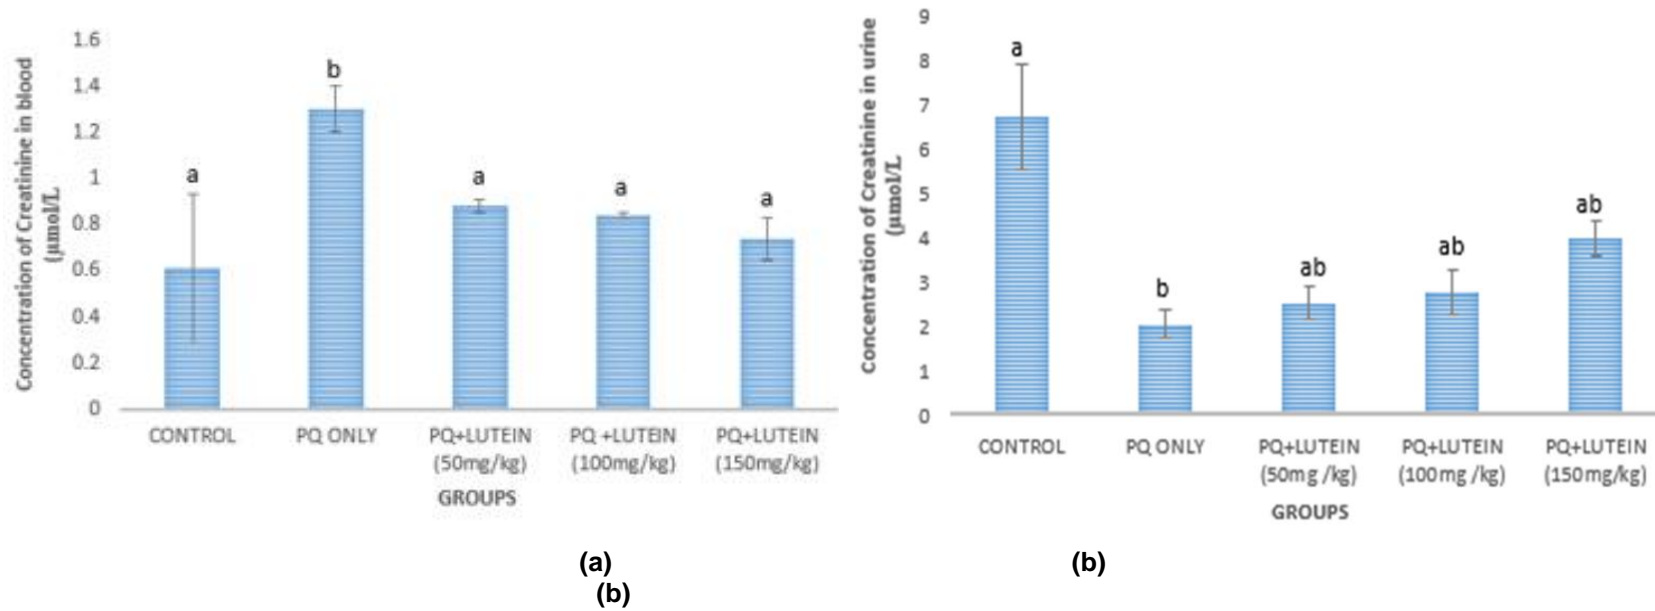 Concentration of Creatinine in blood
(µmol/L
1.6
1.4
1.2
1
0.8
0.6
0.4
0.2
0
a
b
a
a
a
CONTROL
PQ ONLY
PQ+LUTEIN
(50mg/kg)
PQ +LUTEIN
(100mg/kg)
PQ+LUTEIN
(150mg/kg)
GROUPS
Concentration of Creatinine in urine
(µmol/L
9
8
7
6
5
4
3
2
1
0
a
b
ab
ab
ab
CONTROL
PQ ONLY
PQ+LUTEIN
(50mg /kg)
PQ+LUTEIN
(100mg /kg)
PQ+LUTEIN
(150mg/kg)
GROUPS
(a)
(b)
(b)